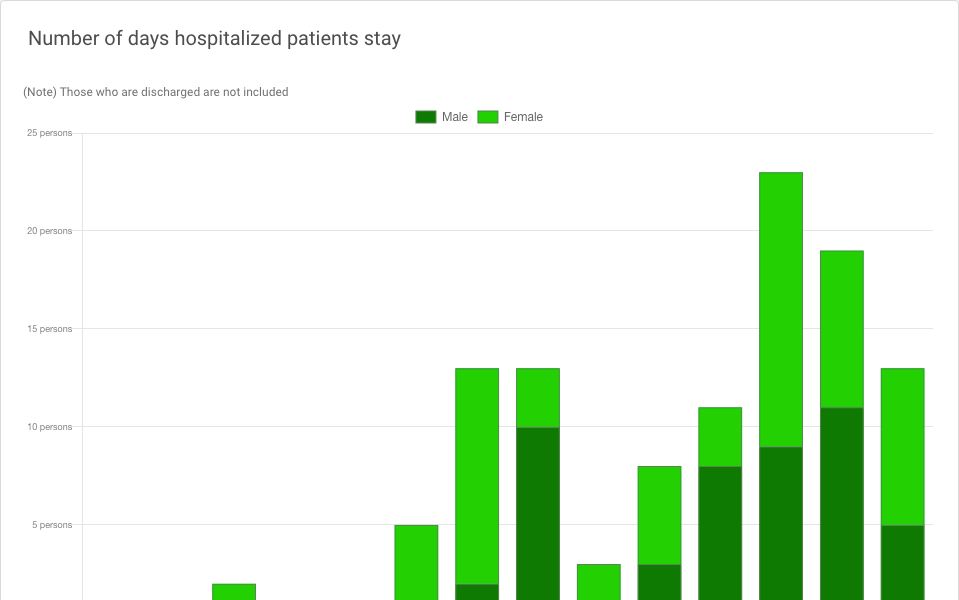 Number of days hospitalized patients stay
(Note) Those who are discharged are not included
Male Female
25 persons
20 persons
15 persons
10 persons
5 persons